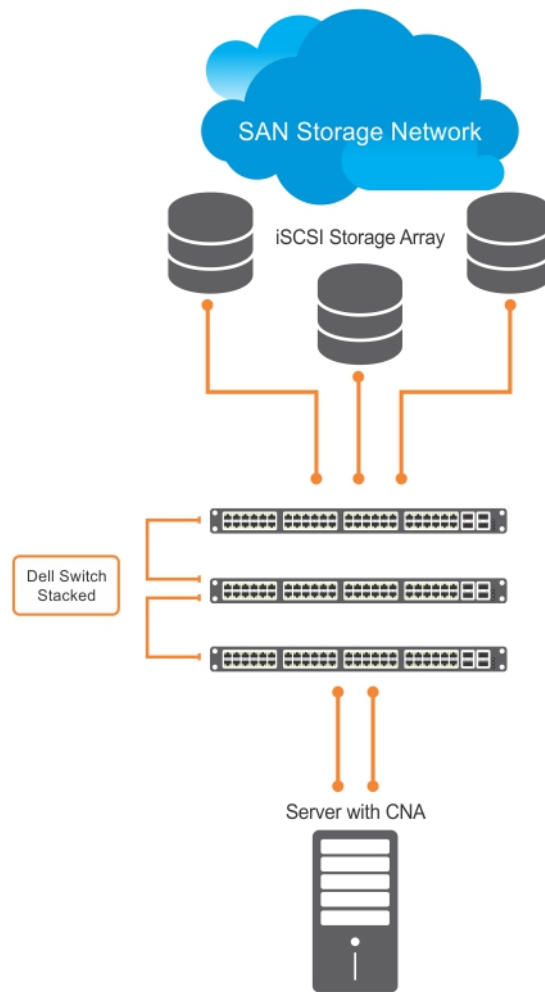 SAN Storage Network
iSCSI Storage Array
Dell Switch
Stacked
Server with CNA